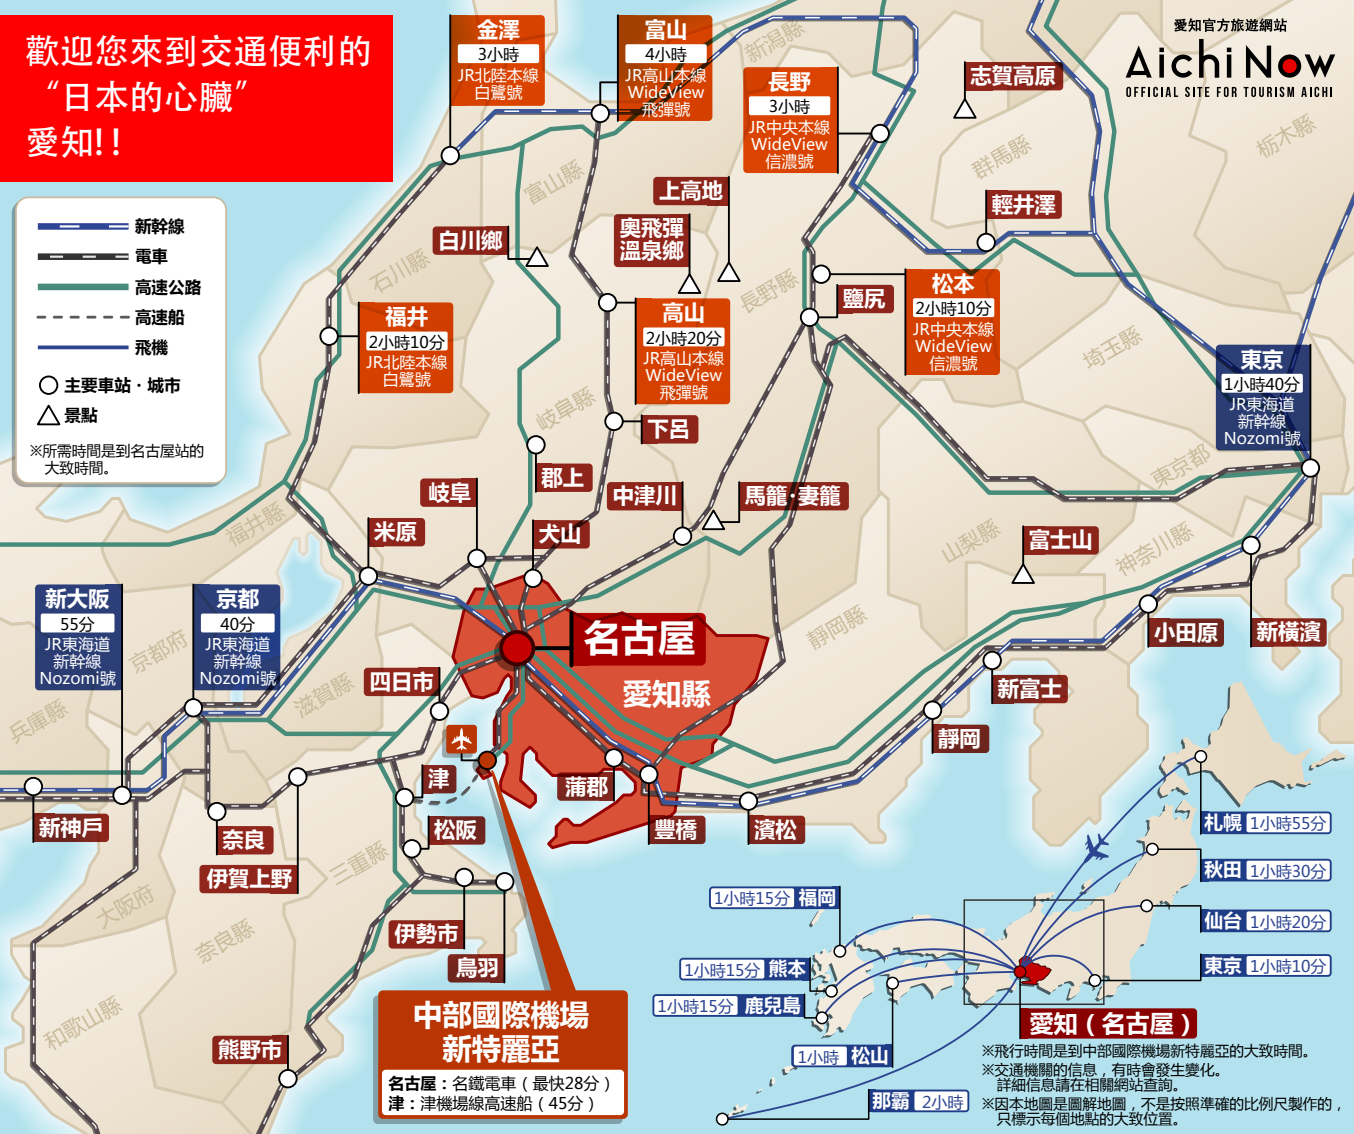 歡迎您來到交通便利的
“日本的心臟”
愛知!!
愛知官方旅遊網站
Aichi Now
OFFICIAL SITE FOR TOURISM AICHI
新幹線
電車
高速公路
高速船
飛機
主要車站・城市
景點
※所需時間是到名古屋站的
大致時間。
金澤
3小時
JR北陸本線
白鷺號
富山
4小時
JR高山本線
WideView
飛彈號
長野
3小時
JR中央本線
WideView
信濃號
志賀高原
新潟縣
栃木縣
群馬縣
富山縣
上高地
輕井澤
奧飛彈
溫泉鄉
白川鄉
石川縣
長野縣
福井
2小時10分
JR北陸本線
白鷺號
高山
2小時20分
JR高山本線
WideView
飛彈號
鹽尻
松本
2小時10分
JR中央本線
WideView
信濃號
埼玉縣
東京
1小時40分
JR東海道
新幹線
Nozomi號
岐阜縣
下呂
郡上
東京都
岐阜
中津川
馬籠·妻籠
福井縣
米原
犬山
山梨縣
富士山
神奈川縣
新大阪
55分
JR東海道
新幹線
Nozomi號
京都
40分
JR東海道
新幹線
Nozomi號
京都府
名古屋
愛知縣
靜岡縣
小田原
新橫濱
四日市
滋賀縣
新富士
兵庫縣
靜岡
津
蒲郡
新神戶
奈良
松阪
豐橋
濱松
伊賀上野
三重縣
大阪府
奈良縣
伊勢市
鳥羽
和歌山縣
熊野市
中部國際機場
新特麗亞
名古屋：名鐵電車（最快28分）
津：津機場線高速船（45分）
札幌 1小時55分
秋田 1小時30分
仙台 1小時20分
東京 1小時10分
1小時15分 福岡
1小時15分 熊本
1小時15分 鹿兒島
1小時 松山
那霸 2小時
愛知（名古屋）
※飛行時間是到中部國際機場新特麗亞的大致時間。
※交通機關的信息，有時會發生變化。
詳細信息請在相關網站查詢。
※因本地圖是圖解地圖，不是按照準確的比例尺製作的，
只標示每個地點的大致位置。